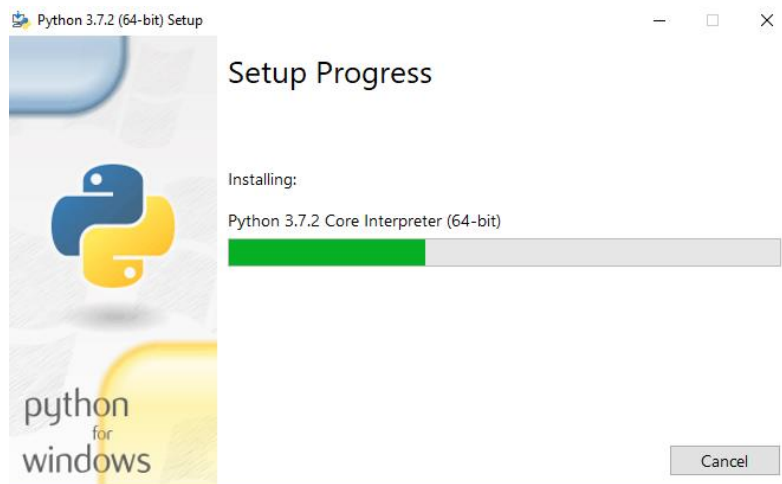 Python 3.7.2 (64-bit) Setup
Setup Progress
Installing:
Python 3.7.2 Core Interpreter (64-bit)
python
for
windows
Cancel